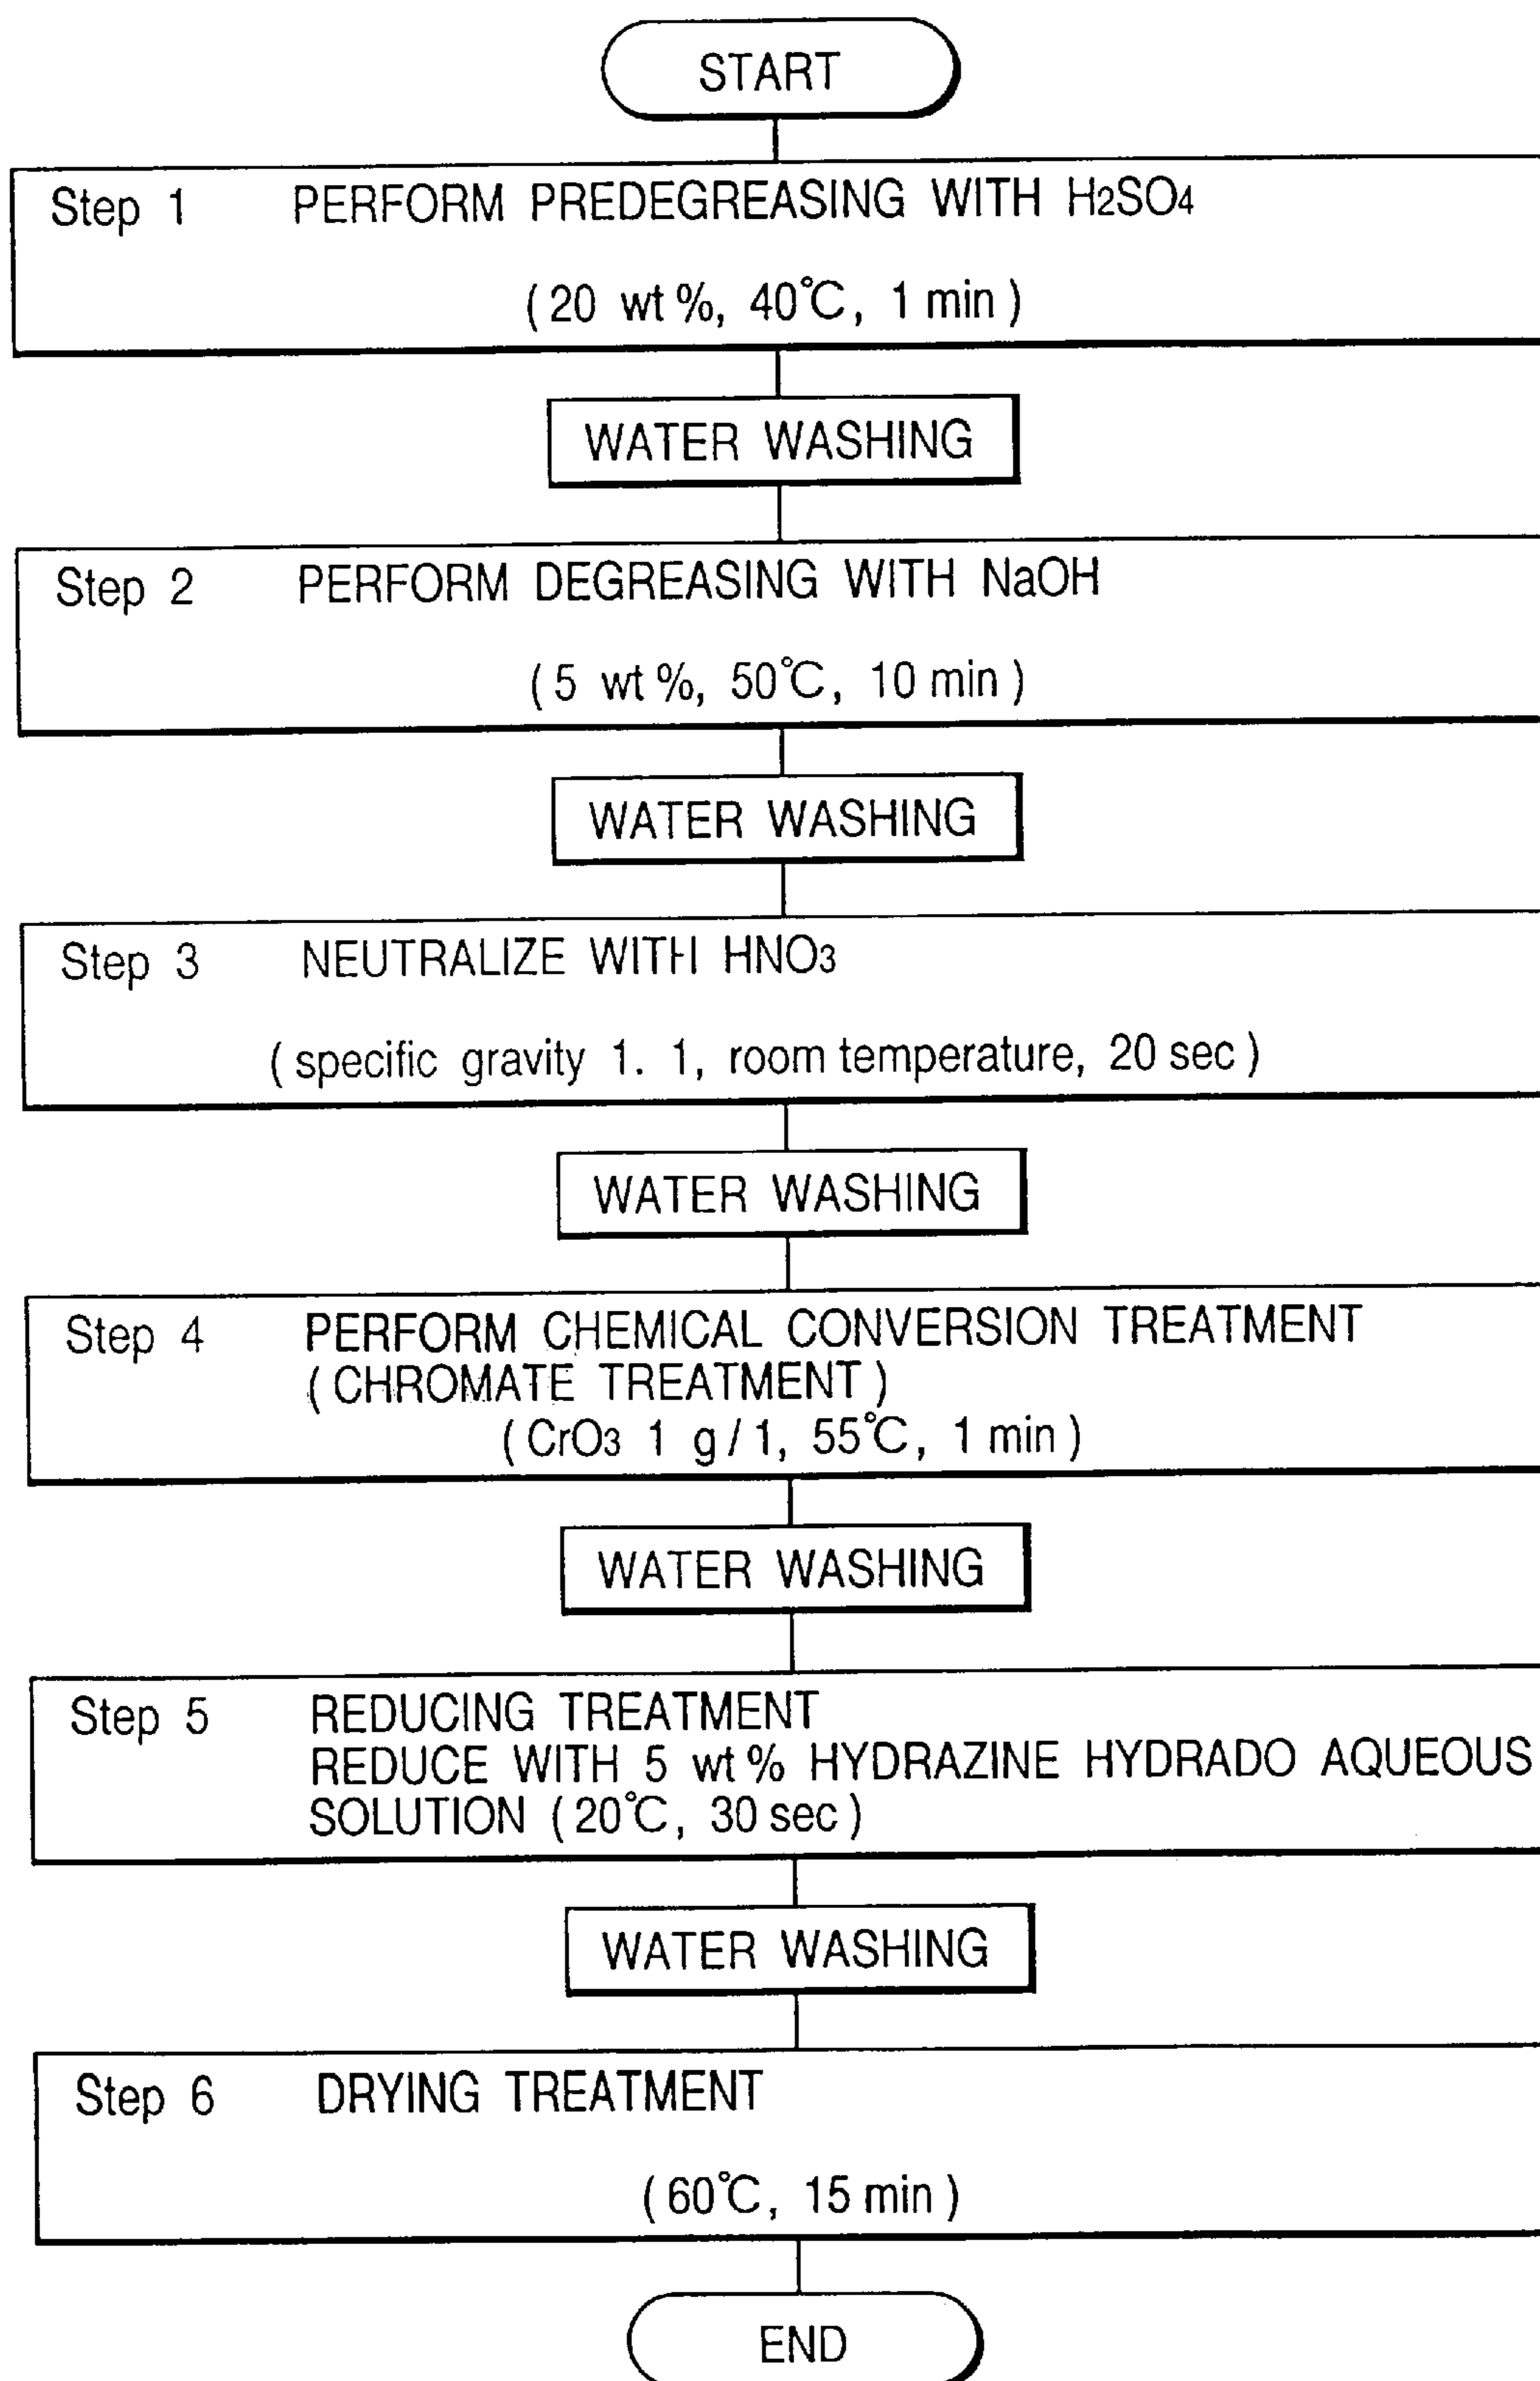 START
Step 1 PERFORM PREDEGREASING WITH H2SO4
(20 wt%, 40℃, 1 min)
WATER WASHING
Step 2 PERFORM DEGREASING WITH NaOH
(5 wt%, 50℃, 10 min)
WATER WASHING
Step 3 NEUTRALIZE WITH HNO3
(specific gravity 1. 1, room temperature, 20 sec)
WATER WASHING
Step 4 PERFORM CHEMICAL CONVERSION TREATMENT
(CHROMATE TREATMENT)
(CrO3 1 g/1, 55℃, 1 min)
WATER WASHING
Step 5 REDUCING TREATMENT
REDUCE WITH 5 wt% HYDRAZINE HYDRADO AQUEOUS
SOLUTION (20℃, 30 sec)
WATER WASHING
Step 6 DRYING TREATMENT
(60℃, 15 min)
END